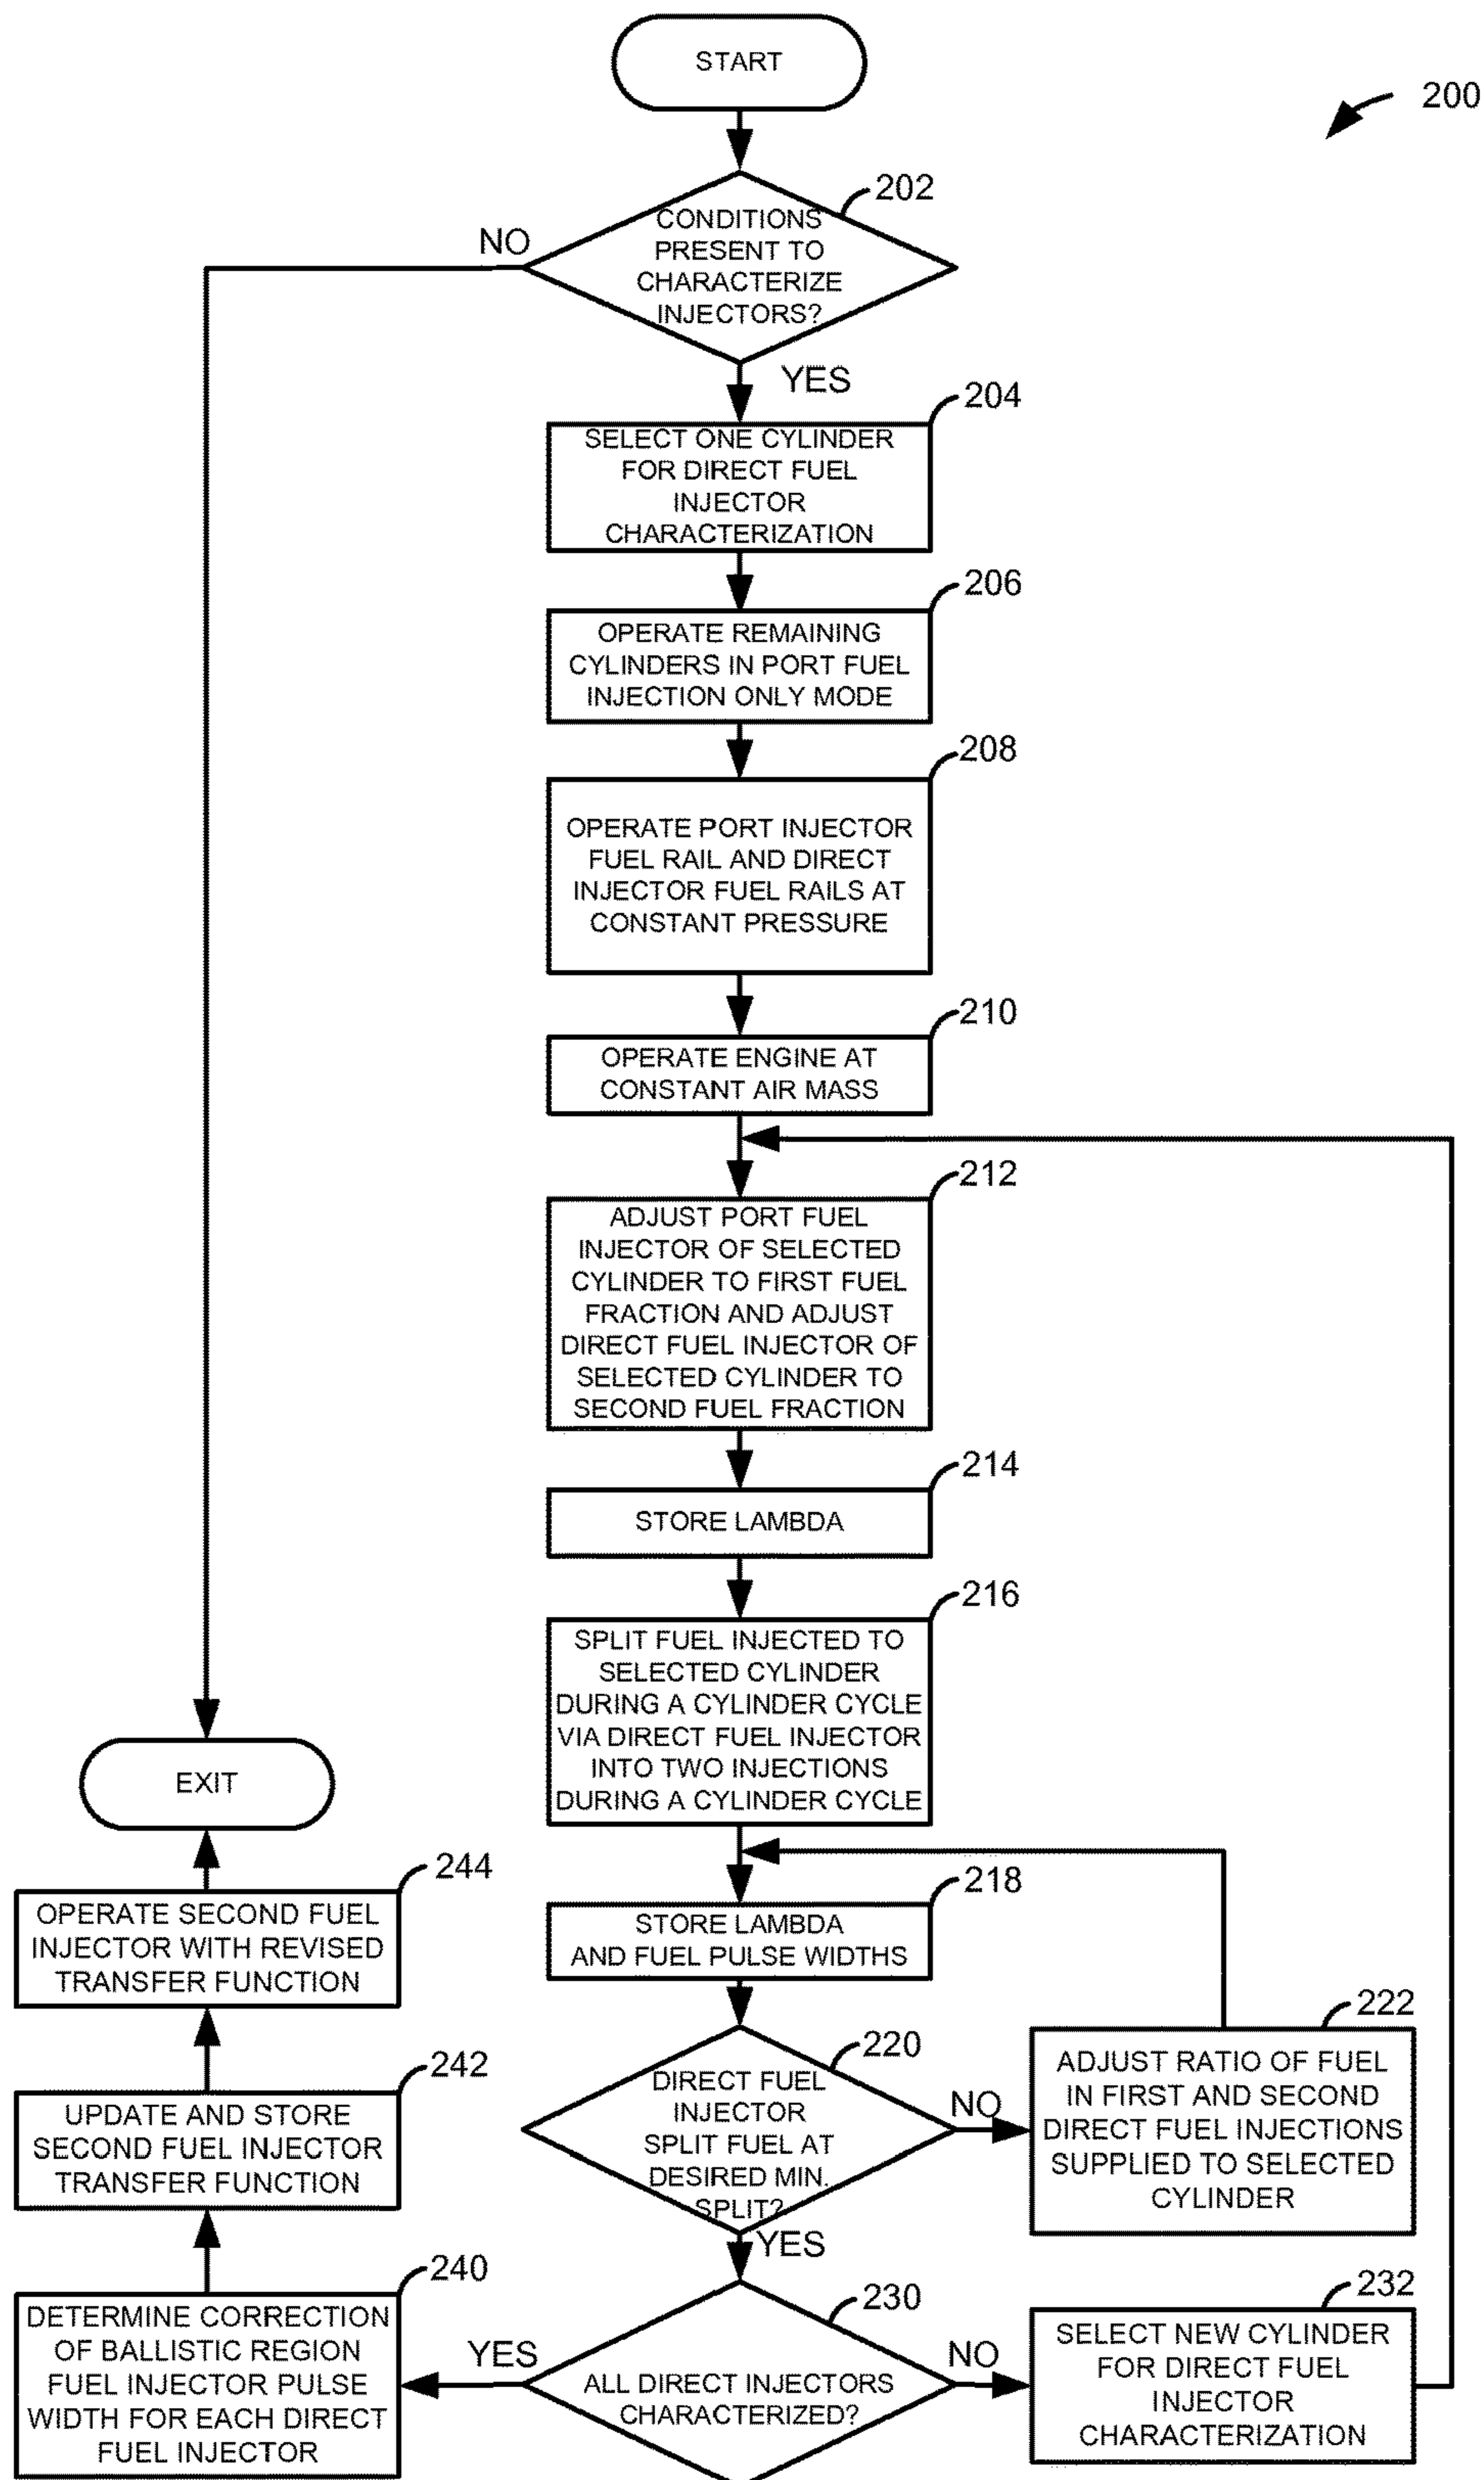 START
200
202
CONDITIONS
PRESENT TO
CHARACTERIZE
INJECTORS?
NO
YES
204
SELECT ONE CYLINDER
FOR DIRECT FUEL
INJECTOR
CHARACTERIZATION
206
OPERATE REMAINING
CYLINDERS IN PORT FUEL
INJECTION ONLY MODE
208
OPERATE PORT INJECTOR
FUEL RAIL AND DIRECT
INJECTOR FUEL RAILS AT
CONSTANT PRESSURE
210
OPERATE ENGINE AT
CONSTANT AIR MASS
212
ADJUST PORT FUEL
INJECTOR OF SELECTED
CYLINDER TO FIRST FUEL
FRACTION AND ADJUST
DIRECT FUEL INJECTOR OF
SELECTED CYLINDER TO
SECOND FUEL FRACTION
214
STORE LAMBDA
216
SPLIT FUEL INJECTED TO
SELECTED CYLINDER
DURING A CYLINDER CYCLE
VIA DIRECT FUEL INJECTOR
INTO TWO INJECTIONS
DURING A CYLINDER CYCLE
218
STORE LAMBDA
AND FUEL PULSE WIDTHS
220
DIRECT FUEL
INJECTOR
SPLIT FUEL AT
DESIRED MIN.
SPLIT?
NO
YES
222
ADJUST RATIO OF FUEL
IN FIRST AND SECOND
DIRECT FUEL INJECTIONS
SUPPLIED TO SELECTED
CYLINDER
230
ALL DIRECT INJECTORS
CHARACTERIZED?
NO
YES
232
SELECT NEW CYLINDER
FOR DIRECT FUEL
INJECTOR
CHARACTERIZATION
240
DETERMINE CORRECTION
OF BALLISTIC REGION
FUEL INJECTOR PULSE
WIDTH FOR EACH DIRECT
FUEL INJECTOR
242
UPDATE AND STORE
SECOND FUEL INJECTOR
TRANSFER FUNCTION
244
OPERATE SECOND FUEL
INJECTOR WITH REVISED
TRANSFER FUNCTION
EXIT